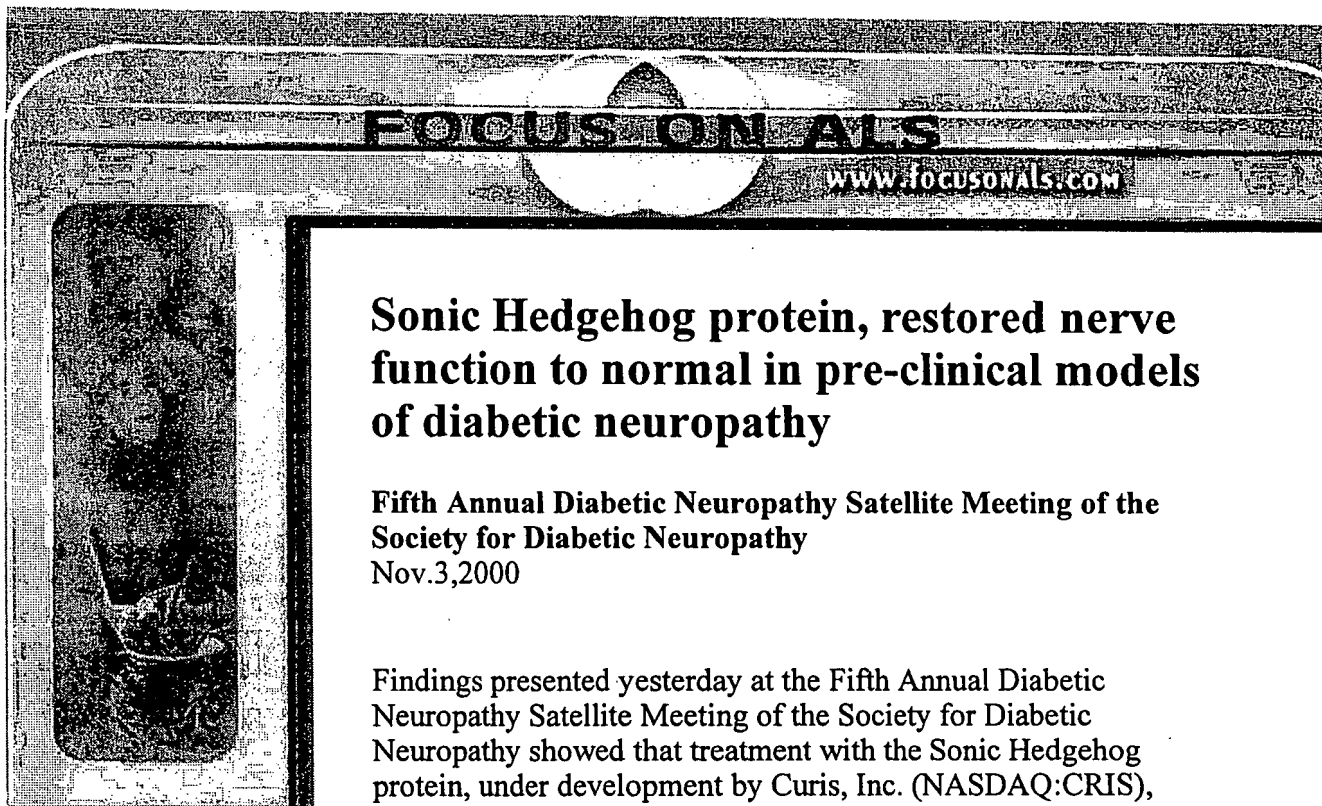 FOCUS ON ALS
www.focusonals.com
Sonic Hedgehog protein, restored nerve
function to normal in pre-clinical models
of diabetic neuropathy
Fifth Annual Diabetic Neuropathy Satellite Meeting of the
Society for Diabetic Neuropathy
Nov.3,2000
Findings presented yesterday at the Fifth Annual Diabetic
Neuropathy Satellite Meeting of the Society for Diabetic
Neuropathy showed that treatment with the Sonic Hedgehog
protein, under development by Curis, Inc. (NASDAQ:CRIS),